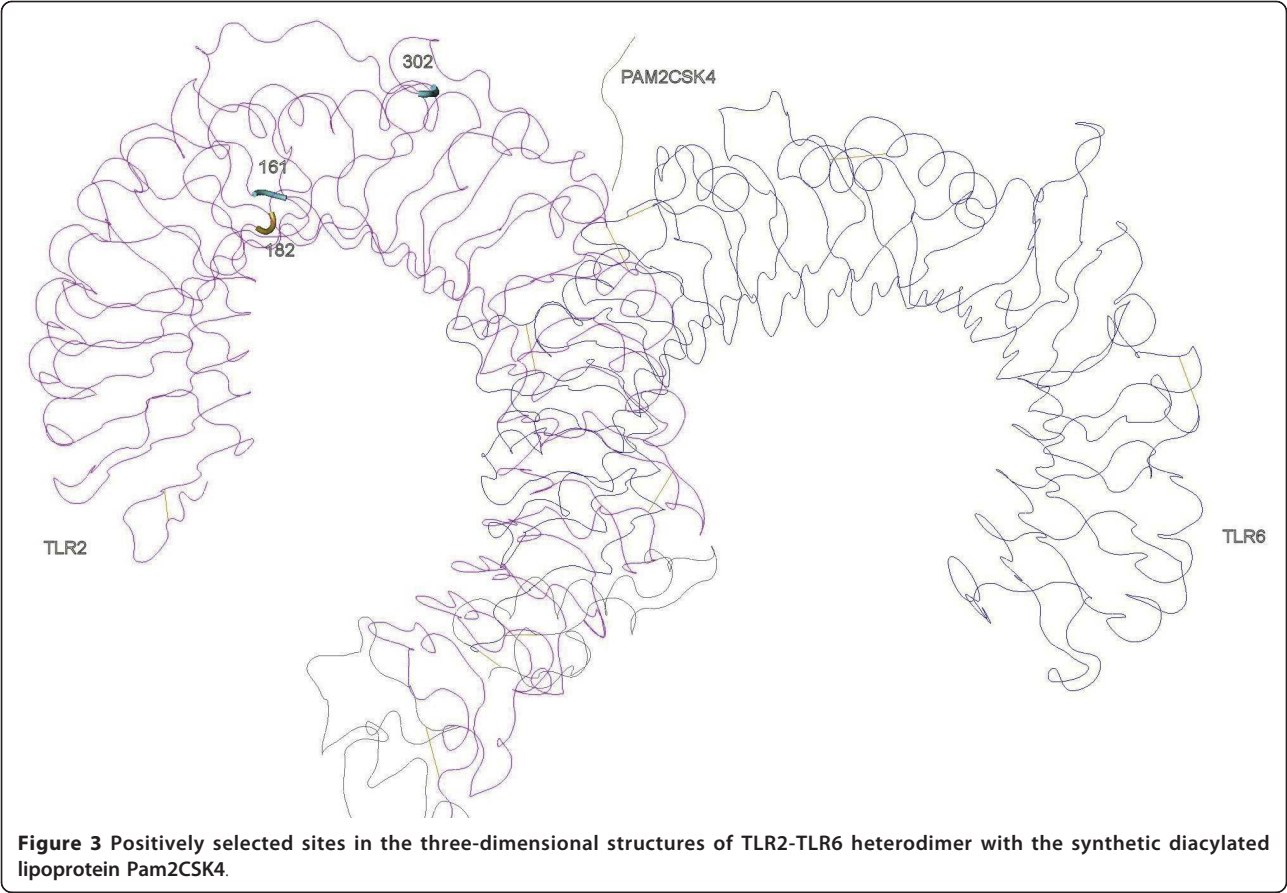 302
PAM2CSK4
161
182
TLR2
TLR6
Figure 3 Positively selected sites in the three-dimensional structures of TLR2-TLR6 heterodimer with the synthetic diacylated
lipoprotein Pam2CSK4.